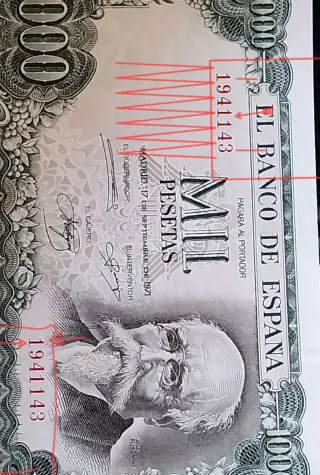 1000
EL BANCO DE ESPAÑA
1000
1941143
PAGARÁ AL PORTADOR
MIL
PESETAS
MADRID, 17 DE SEPTIEMBRE DE 1971
EL GOBERNADOR,
EL INTERVENTOR
EL CAJERO
1941143